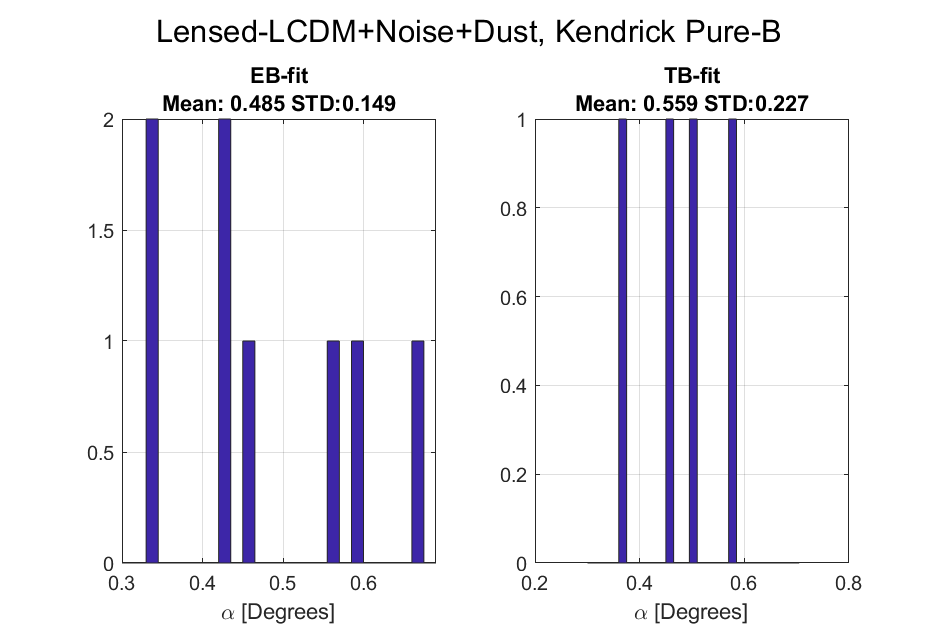 Lensed-LCDM+Noise+Dust, Kendrick Pure-B
EB-fit
Mean: 0.485 STD:0.149
2
1.5
1
0.5
0
0.3
0.4
0.5
0.6
α [Degrees]
TB-fit
Mean: 0.559 STD:0.227
1
0.8
0.6
0.4
0.2
0
0.2
0.4
0.6
0.8
α [Degrees]